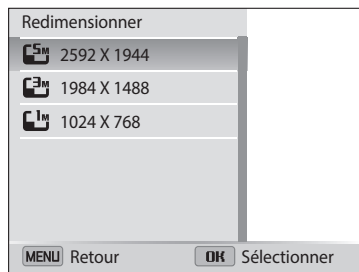 Redimensionner
5M 2592 X 1944
3M 1984 X 1488
1M 1024 X 768
MENU Retour OK Sélectionner